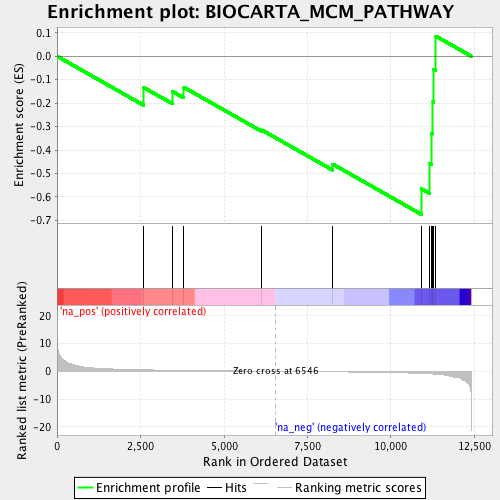 Enrichment plot: BIOCARTA_MCM_PATHWAY
Enrichment score (ES)
0.1
0.0
-0.1
-0.2
-0.3
-0.4
-0.5
-0.6
-0.7
'na_pos' (positively correlated)
Ranked list metric (PreRanked)
20
10
0
-10
-20
Zero cross at 6546
'na_neg' (negatively correlated)
0
2,500
5,000
7,500
10,000
12,500
Rank in Ordered Dataset
Enrichment profile
Hits
Ranking metric scores